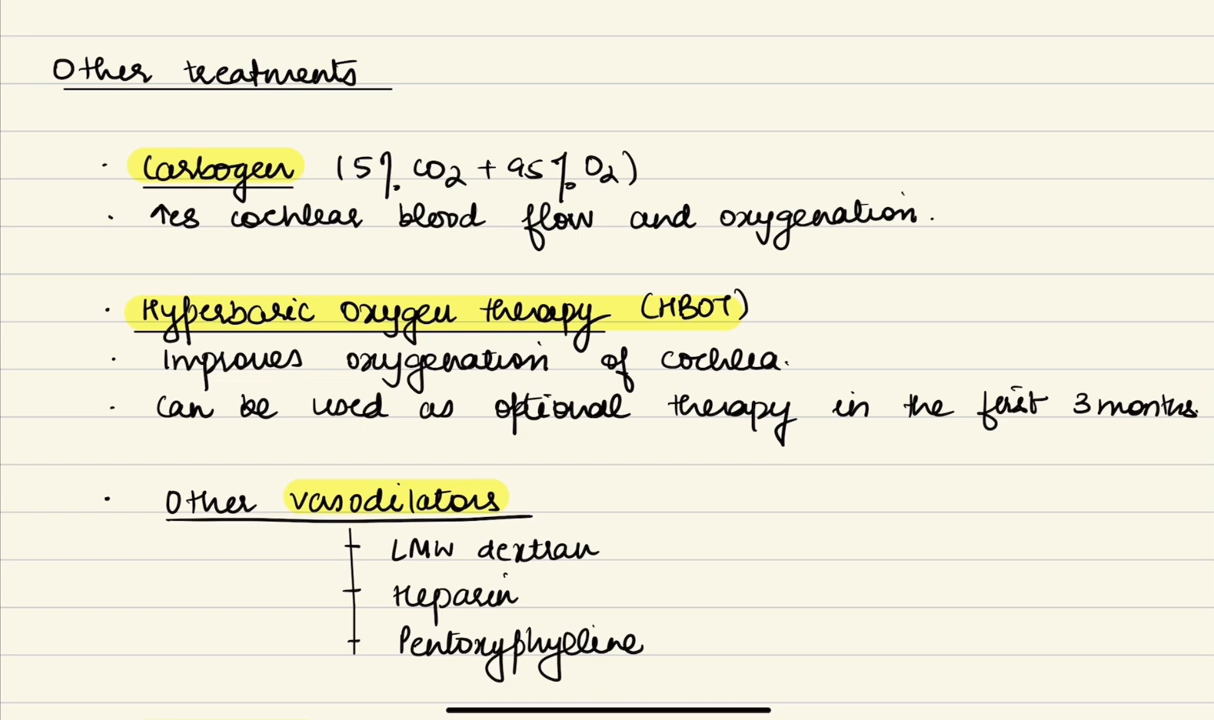 Other treatments
· Carbogen (5% CO2 + 95% O2)
· ↑es cochlear blood flow and oxygenation.
· Hyperbaric oxygen therapy (HBOT)
· Improves oxygenation of cochlea.
· can be used as optional therapy in the first 3 months.
· Other vasodilators
LMW dextran
Heparin
Pentoxyphylline